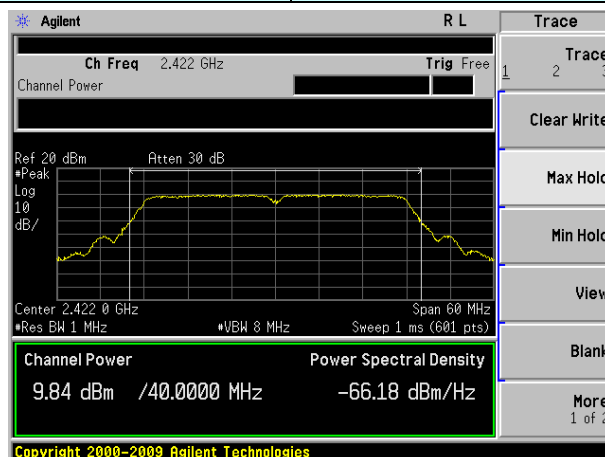 Agilent R L Trace
Ch Freq 2.422 GHz Trig Free
Channel Power
Trace
1 2 3
Clear Write
Max Hold
Min Hold
View
Blank
More
1 of 2
Ref 20 dBm Atten 30 dB
#Peak
Log
10
dB/
Center 2.422 0 GHz Span 60 MHz
#Res BW 1 MHz #VBW 8 MHz Sweep 1 ms (601 pts)
Channel Power Power Spectral Density
9.84 dBm /40.0000 MHz -66.18 dBm/Hz
Copyright 2000-2009 Agilent Technologies